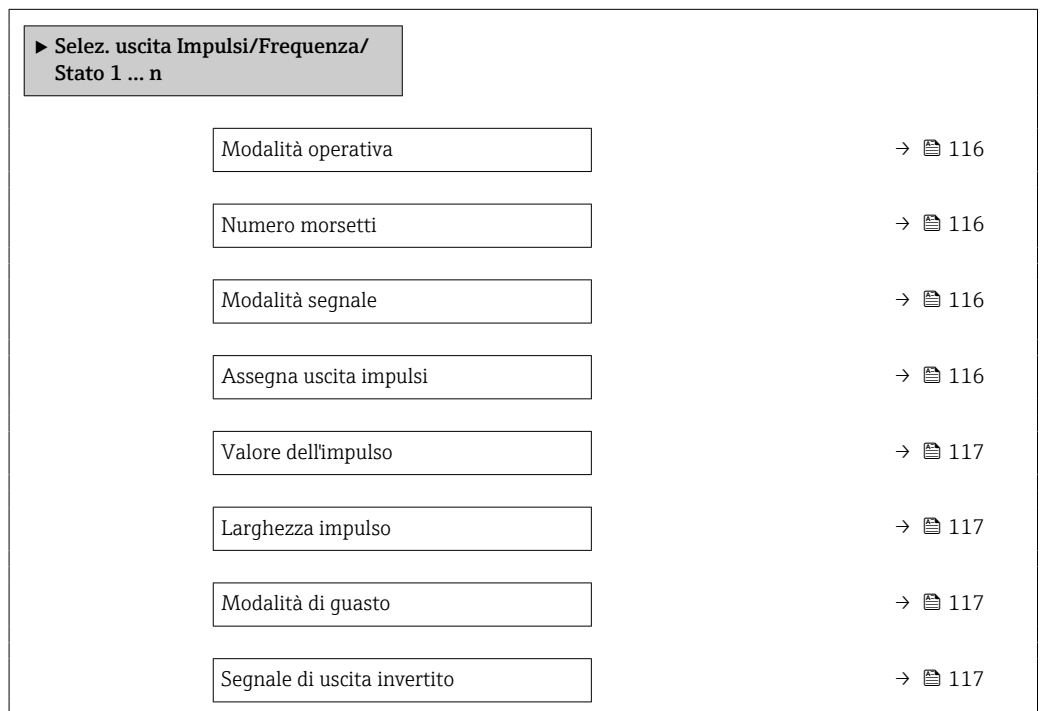 ▶ Selez. uscita Impulsi/Frequenza/
Stato 1 … n
Modalità operativa → 116
Numero morsetti → 116
Modalità segnale → 116
Assegna uscita impulsi → 116
Valore dell'impulso → 117
Larghezza impulso → 117
Modalità di guasto → 117
Segnale di uscita invertito → 117